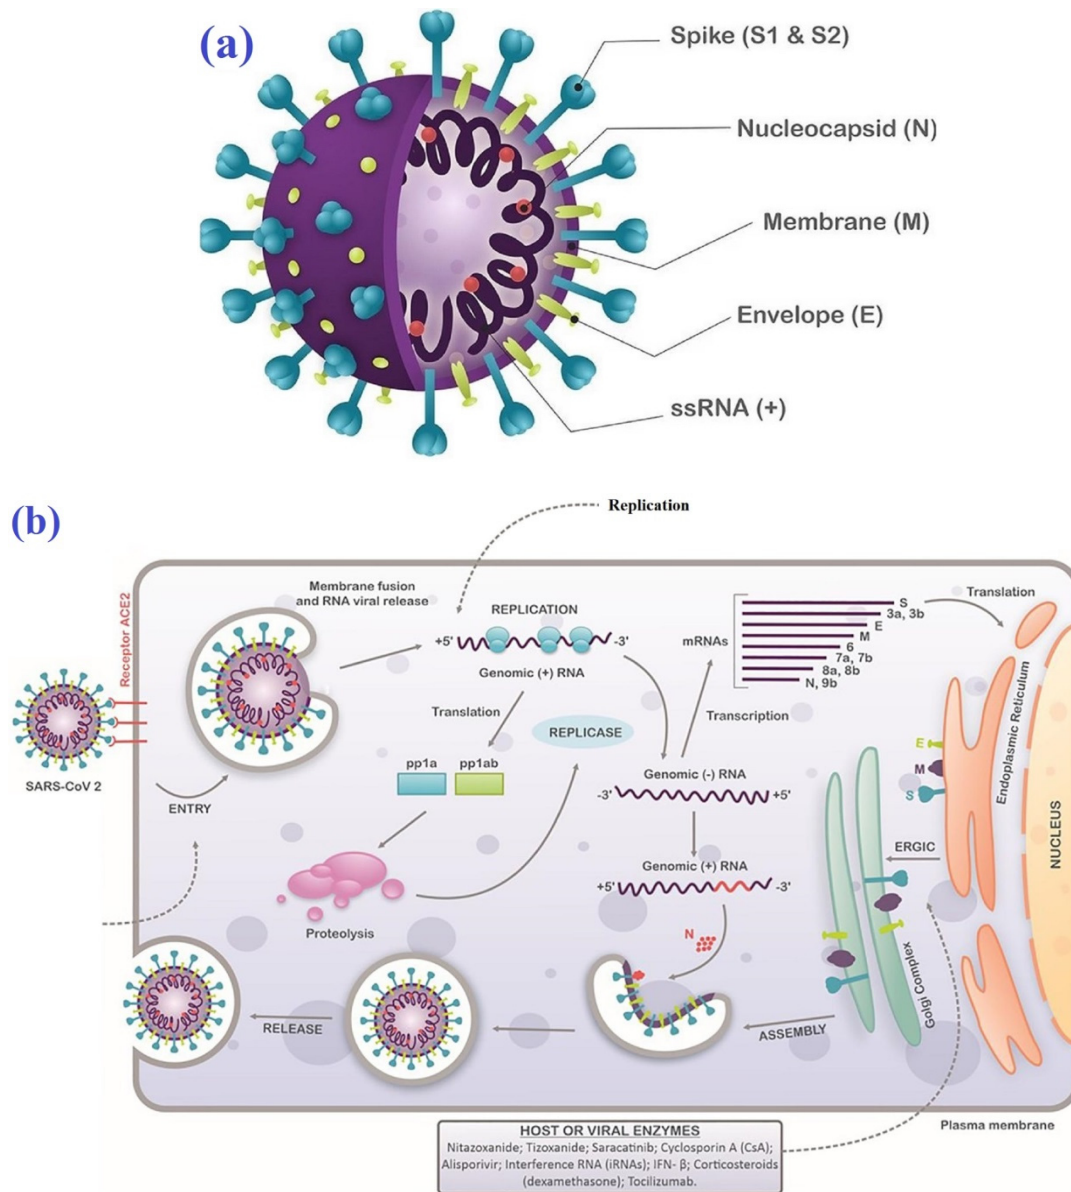 (a)
Spike (S1 & S2)
Nucleocapsid (N)
Membrane (M)
Envelope (E)
ssRNA (+)
(b)
Replication
Receptor ACE2
SARS-CoV 2
ENTRY
Membrane fusion
and RNA viral release
REPLICATION
+5'
-3'
Genomic (+) RNA
Translation
REPLICASE
pp1a
pp1ab
Proteolysis
mRNAs
S
3a, 3b
E
M
6
7a, 7b
8a, 8b
N, 9b
Translation
Transcription
Genomic (-) RNA
-3'
+5'
Genomic (+) RNA
+5'
-3'
N
E
M
S
Endoplasmic Reticulum
NUCLEUS
ERGIC
Golgi Complex
ASSEMBLY
RELEASE
Plasma membrane
HOST OR VIRAL ENZYMES
Nitazoxanide; Tizoxanide; Saracatinib; Cyclosporin A (CsA);
Alisporivir; Interference RNA (iRNAs); IFN- β; Corticosteroids
(dexamethasone); Tocilizumab.